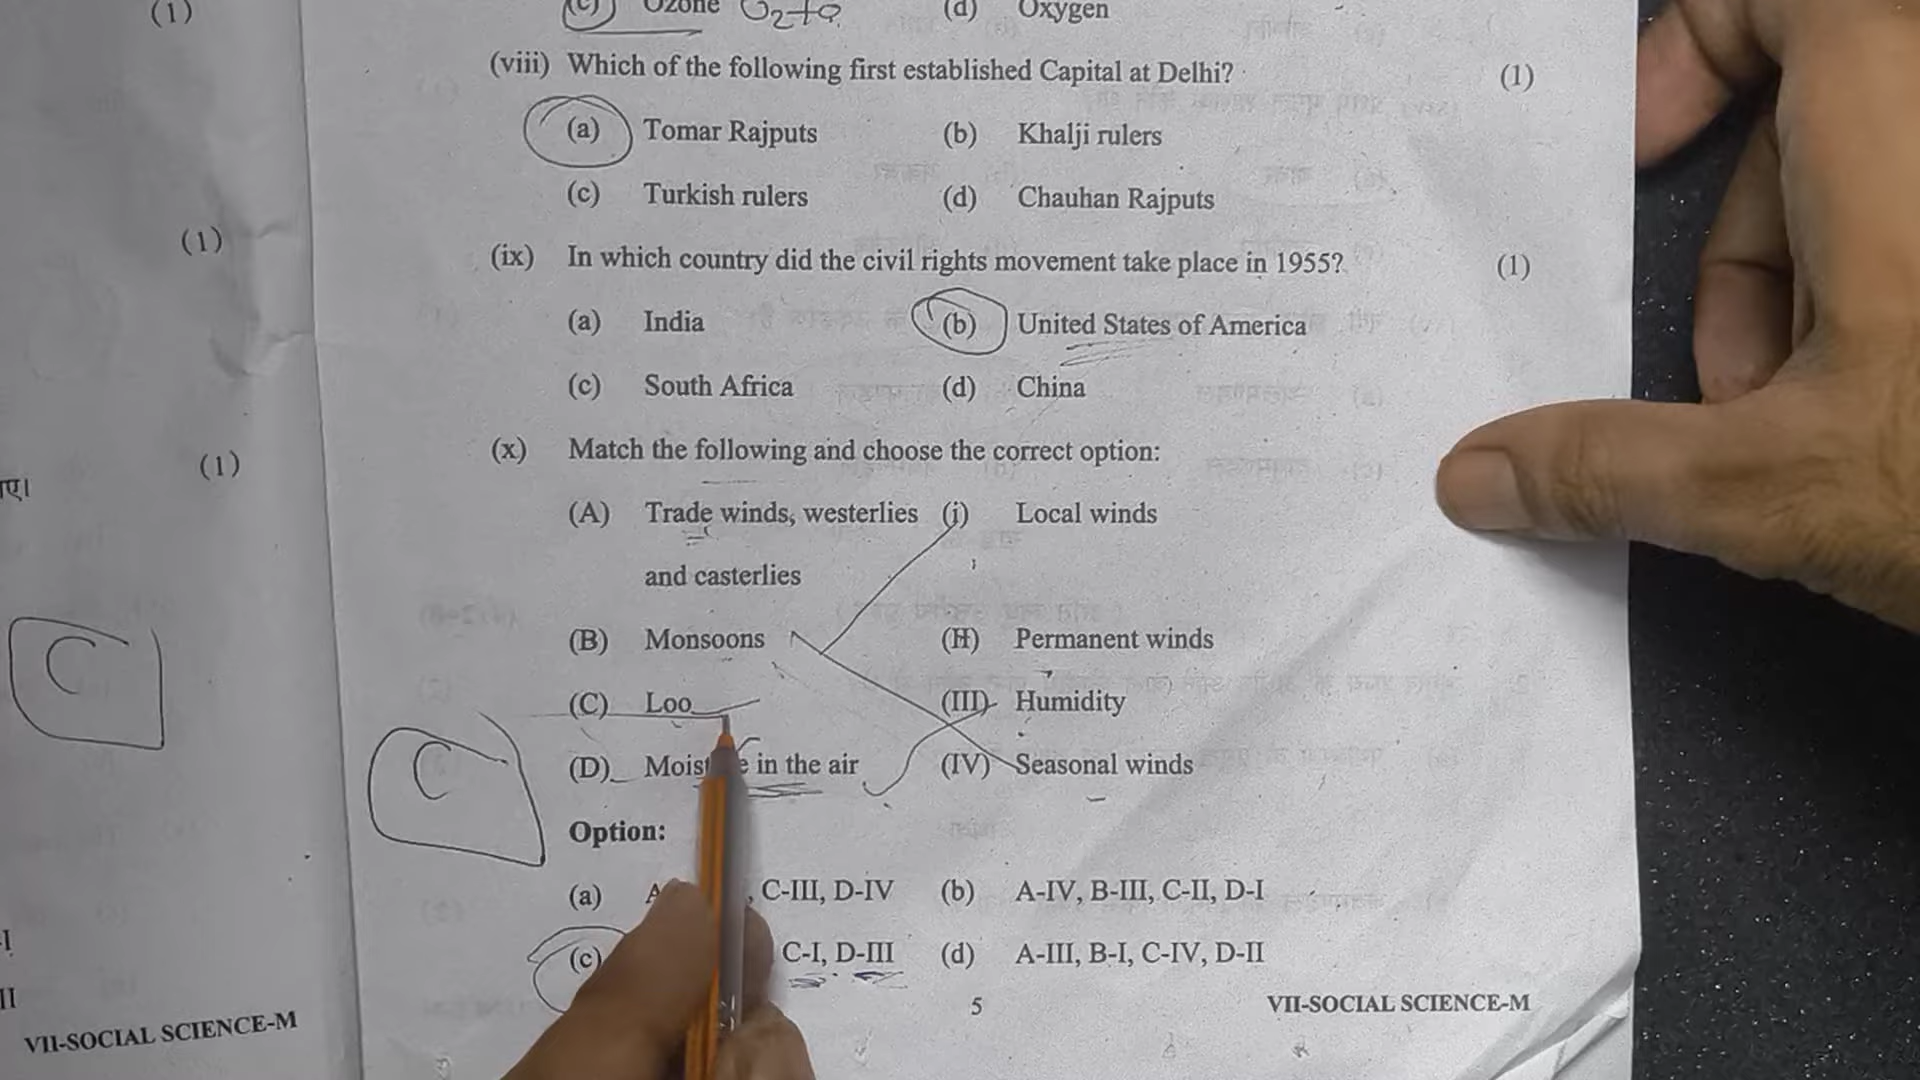 (1)
(c) Ozone O2+O (d) Oxygen
(viii) Which of the following first established Capital at Delhi? (1)
(a) Tomar Rajputs (b) Khalji rulers
(c) Turkish rulers (d) Chauhan Rajputs
(1)
(ix) In which country did the civil rights movement take place in 1955? (1)
(a) India (b) United States of America
(c) South Africa (d) China
(1)
(x) Match the following and choose the correct option:
(A) Trade winds, westerlies (i) Local winds
and casterlies
(B) Monsoons (H) Permanent winds
(C) Loo (III) Humidity
(D) in the air (IV) Seasonal winds
C
C
Option:
(a) C-III, D-IV (b) A-IV, B-III, C-II, D-I
(c) C-I, D-III (d) A-III, B-I, C-IV, D-II
5 VII-SOCIAL SCIENCE-M
VII-SOCIAL SCIENCE-M